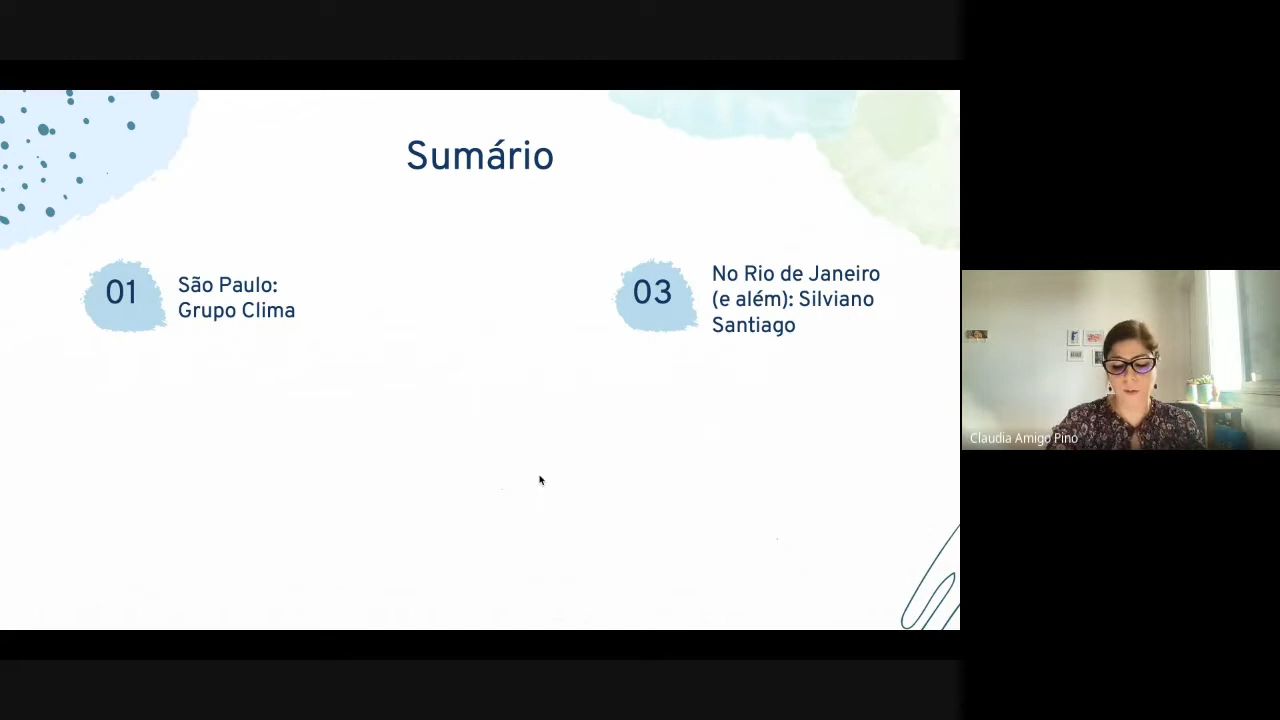 Sumário
01
São Paulo:
Grupo Clima
03
No Rio de Janeiro
(e além): Silviano
Santiago
Claudia Amigo Pino